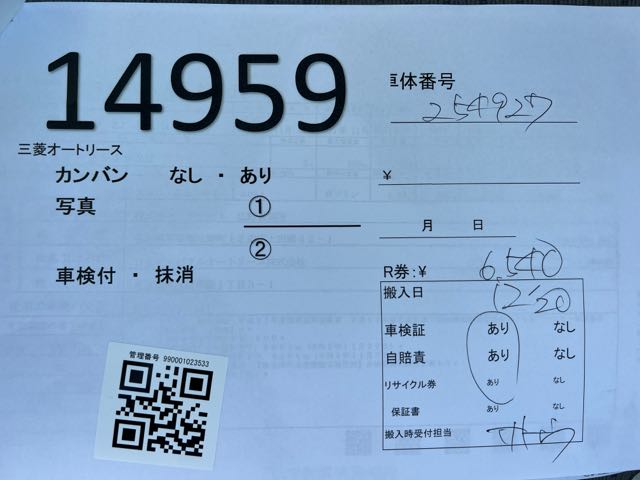 14959
三菱オートリース
カンバン なし ・ あり
写真 ①
②
車検付 ・ 抹消
管理番号 990001023533
車体番号
254927
¥
月 日
R券:¥ 6,540
搬入日 12/20
車検証 あり なし
自賠責 あり なし
リサイクル券 あり なし
保証書 あり なし
搬入時受付担当